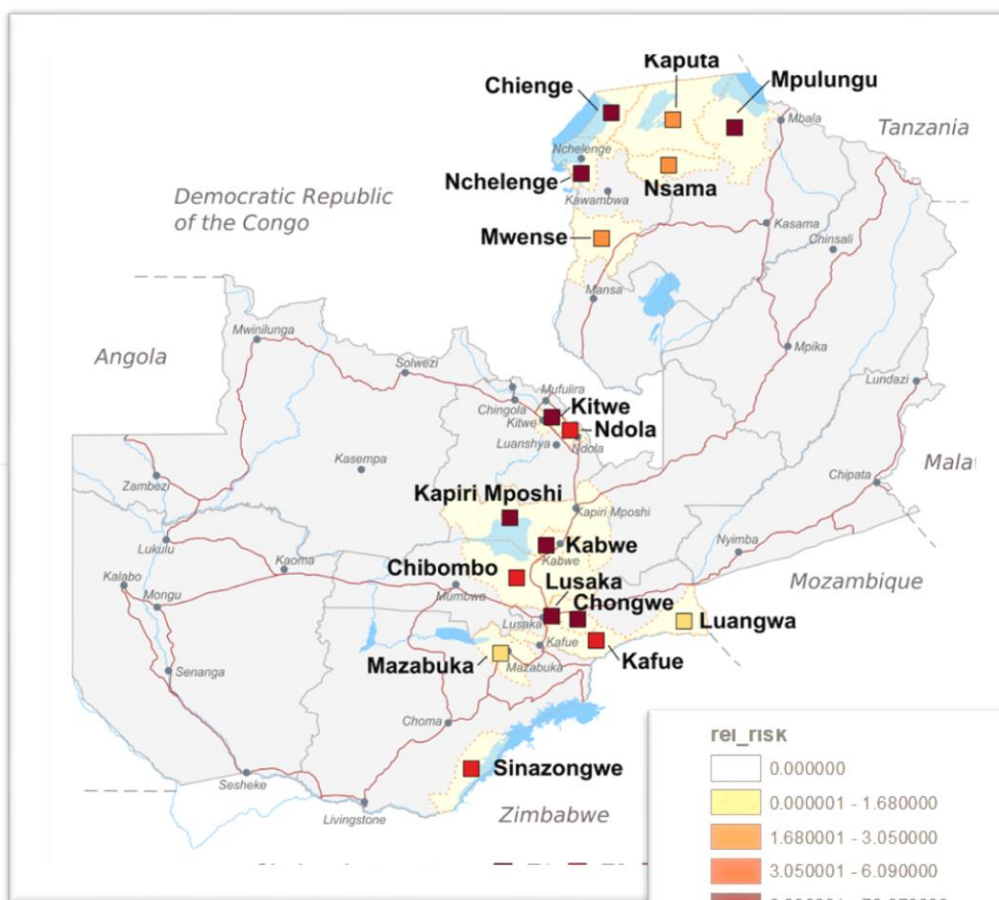 Kaputa
Chienge
Mpulungu
Mbala
Tanzania
Nchelenge
Nchelenge
Nsama
Kawambwa
Democratic Republic
of the Congo
Mwense
Kasama
Chinsali
Mansa
Mwinilunga
Angola
Solwezi
Mpika
Lundazi
Mufulira
Chingola
Kitwe
Kitwe
Ndola
Luanshya
Ndola
Kasempa
Chipata
Mala
Zambezi
Kapiri Mposhi
Kapiri Mposhi
Nyimba
Lukulu
Kabwe
Kabwe
Kaoma
Chibombo
Kalabo
Mongu
Mumbwa
Lusaka
Mozambique
Chongwe
Lusaka
Luangwa
Kafue
Kafue
Mazabuka
Mazabuka
Senanga
Choma
Sinazongwe
Sesheke
Livingstone
Zimbabwe
rel_risk
0.000000
0.000001 - 1.680000
1.680001 - 3.050000
3.050001 - 6.090000